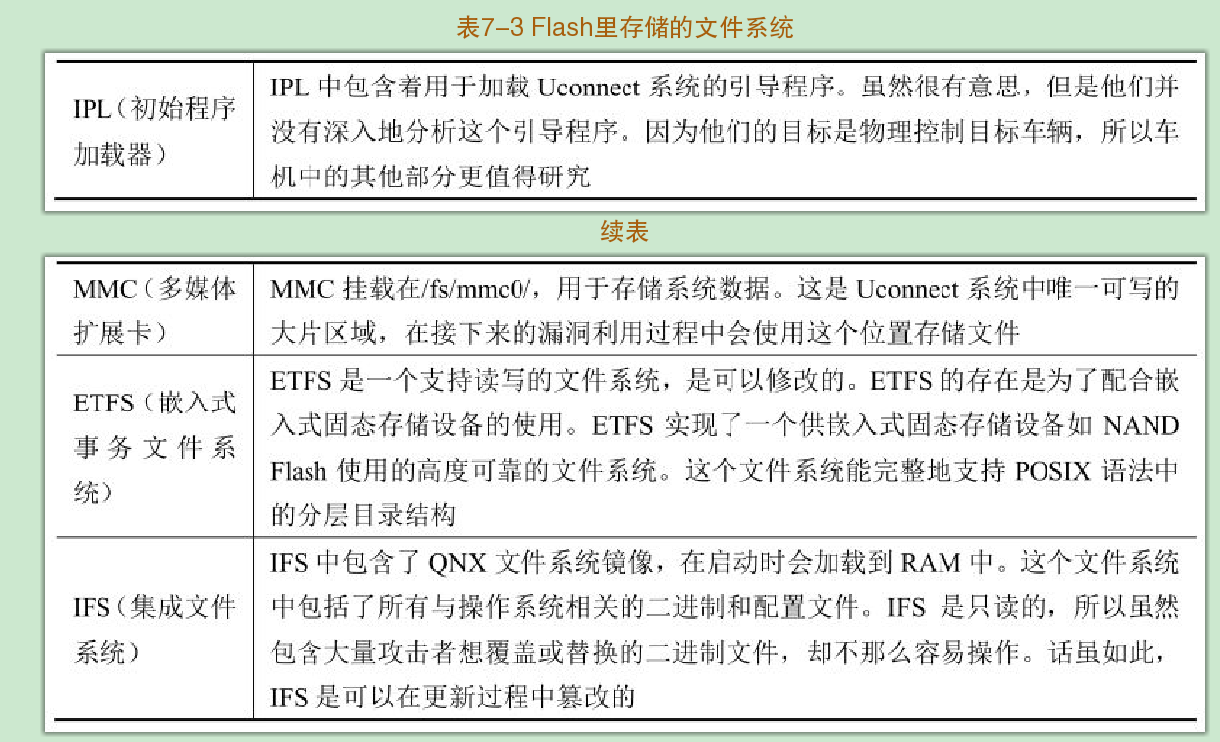 表7-3 Flash里存储的文件系统
IPL（初始程序
加载器）
IPL 中包含着用于加载 Uconnect 系统的引导程序。虽然很有意思，但是他们并
没有深入地分析这个引导程序。因为他们的目标是物理控制目标车辆，所以车
机中的其他部分更值得研究
续表
MMC（多媒体
扩展卡）
MMC 挂载在/fs/mmc0/，用于存储系统数据。这是 Uconnect 系统中唯一可写的
大片区域，在接下来的漏洞利用过程中会使用这个位置存储文件
ETFS（嵌入式
事务文件系
统）
ETFS 是一个支持读写的文件系统，是可以修改的。ETFS 的存在是为了配合嵌
入式固态存储设备的使用。ETFS 实现了一个供嵌入式固态存储设备如 NAND
Flash 使用的高度可靠的文件系统。这个文件系统能完整地支持 POSIX 语法中
的分层目录结构
IFS（集成文件
系统）
IFS 中包含了 QNX 文件系统镜像，在启动时会加载到 RAM 中。这个文件系统
中包括了所有与操作系统相关的二进制和配置文件。IFS 是只读的，所以虽然
包含大量攻击者想覆盖或替换的二进制文件，却不那么容易操作。话虽如此，
IFS 是可以在更新过程中篡改的